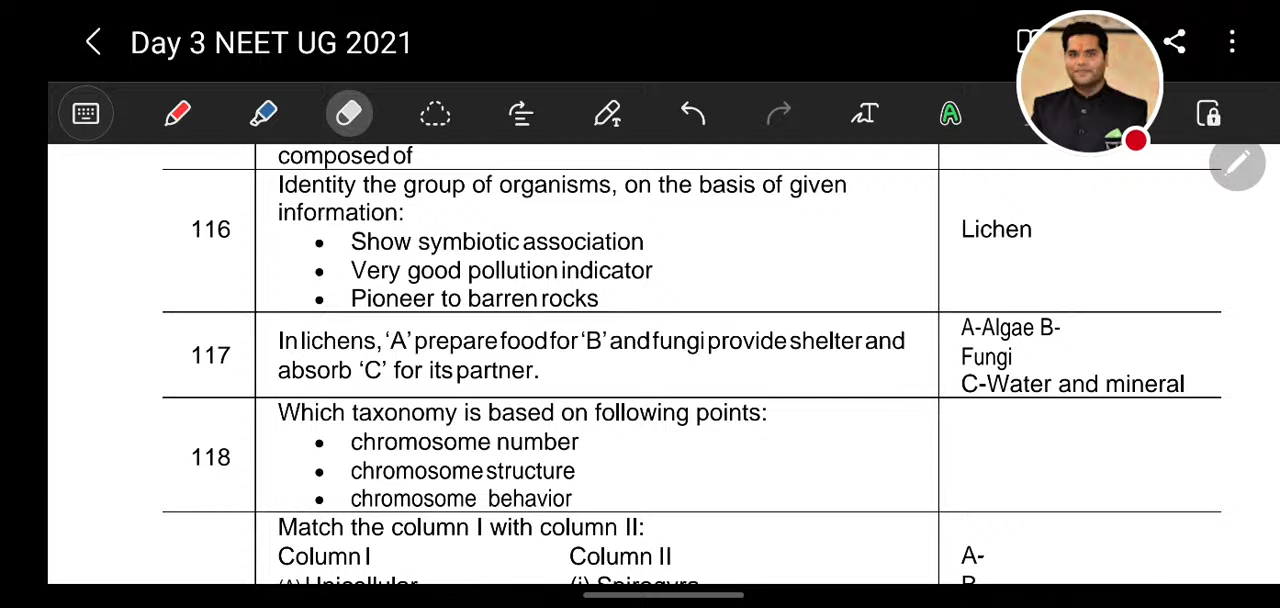 Day 3 NEET UG 2021
composed of
116
Identity the group of organisms, on the basis of given
information:
• Show symbiotic association
• Very good pollution indicator
• Pioneer to barren rocks
Lichen
117
In lichens, ‘A’ prepare food for ‘B’ and fungi provide shelter and
absorb ‘C’ for its partner.
A-Algae B-
Fungi
C-Water and mineral
118
Which taxonomy is based on following points:
• chromosome number
• chromosome structure
• chromosome behavior
Match the column I with column II:
Column I Column II
A-
(A) Unicellular (i) Spirogyra
B